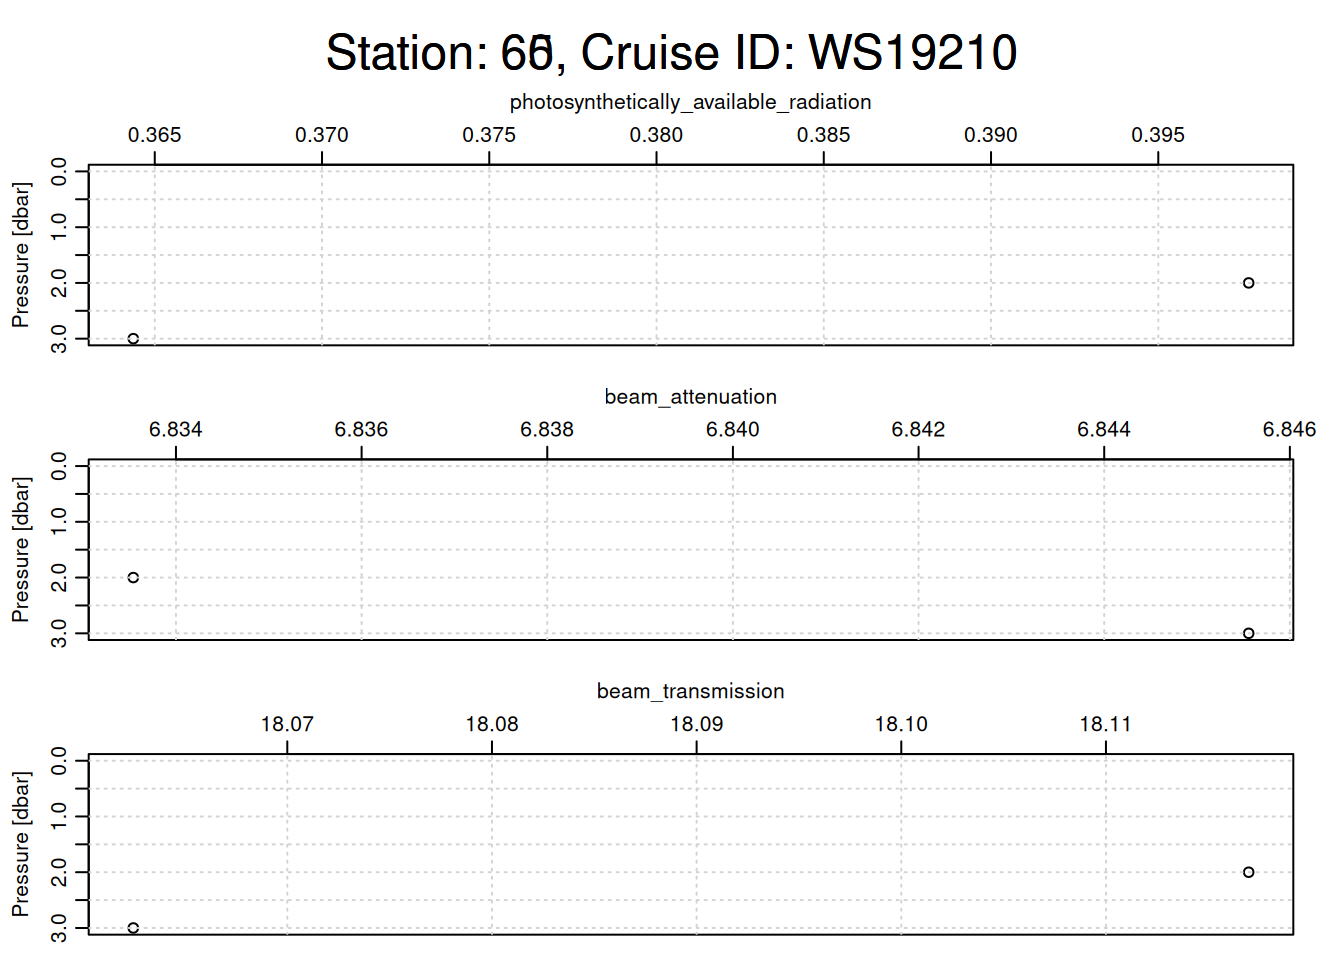 Station: , Cruise ID: WS19210
photosynthetically_available_radiation
0.365 0.370 0.375 0.380 0.385 0.390 0.395
Pressure [dbar]
0.0 1.0 2.0 3.0
beam_attenuation
6.834 6.836 6.838 6.840 6.842 6.844 6.846
Pressure [dbar]
0.0 1.0 2.0 3.0
beam_transmission
18.07 18.08 18.09 18.10 18.11
Pressure [dbar]
0.0 1.0 2.0 3.0